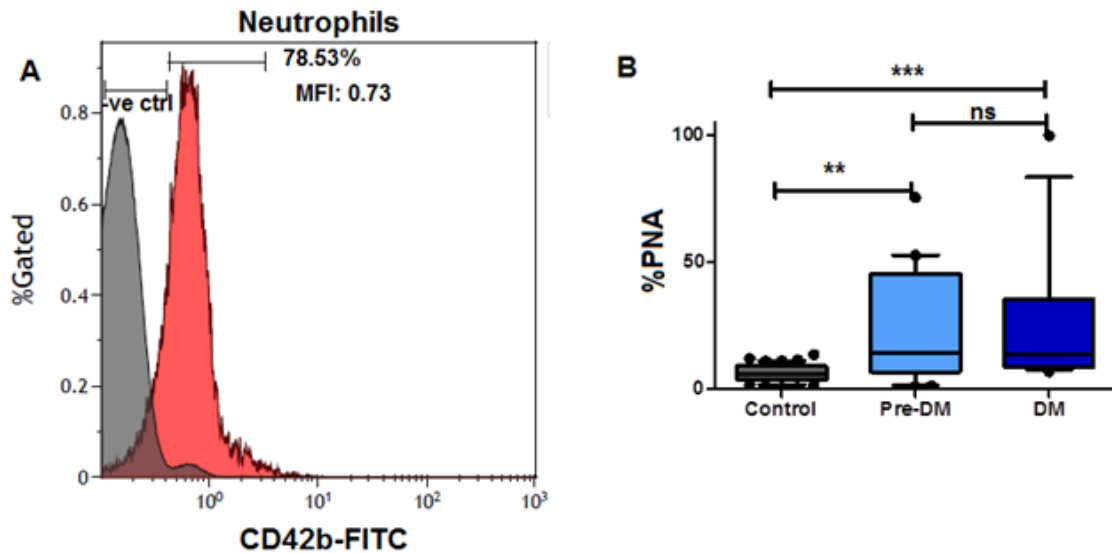 Neutrophils
A
78.53%
MFI: 0.73
-ve ctrl
%Gated
0.8
0.6
0.4
0.2
0
10⁰
10¹
10²
10³
CD42b-FITC
B
***
ns
**
%PNA
100
50
0
Control
Pre-DM
DM